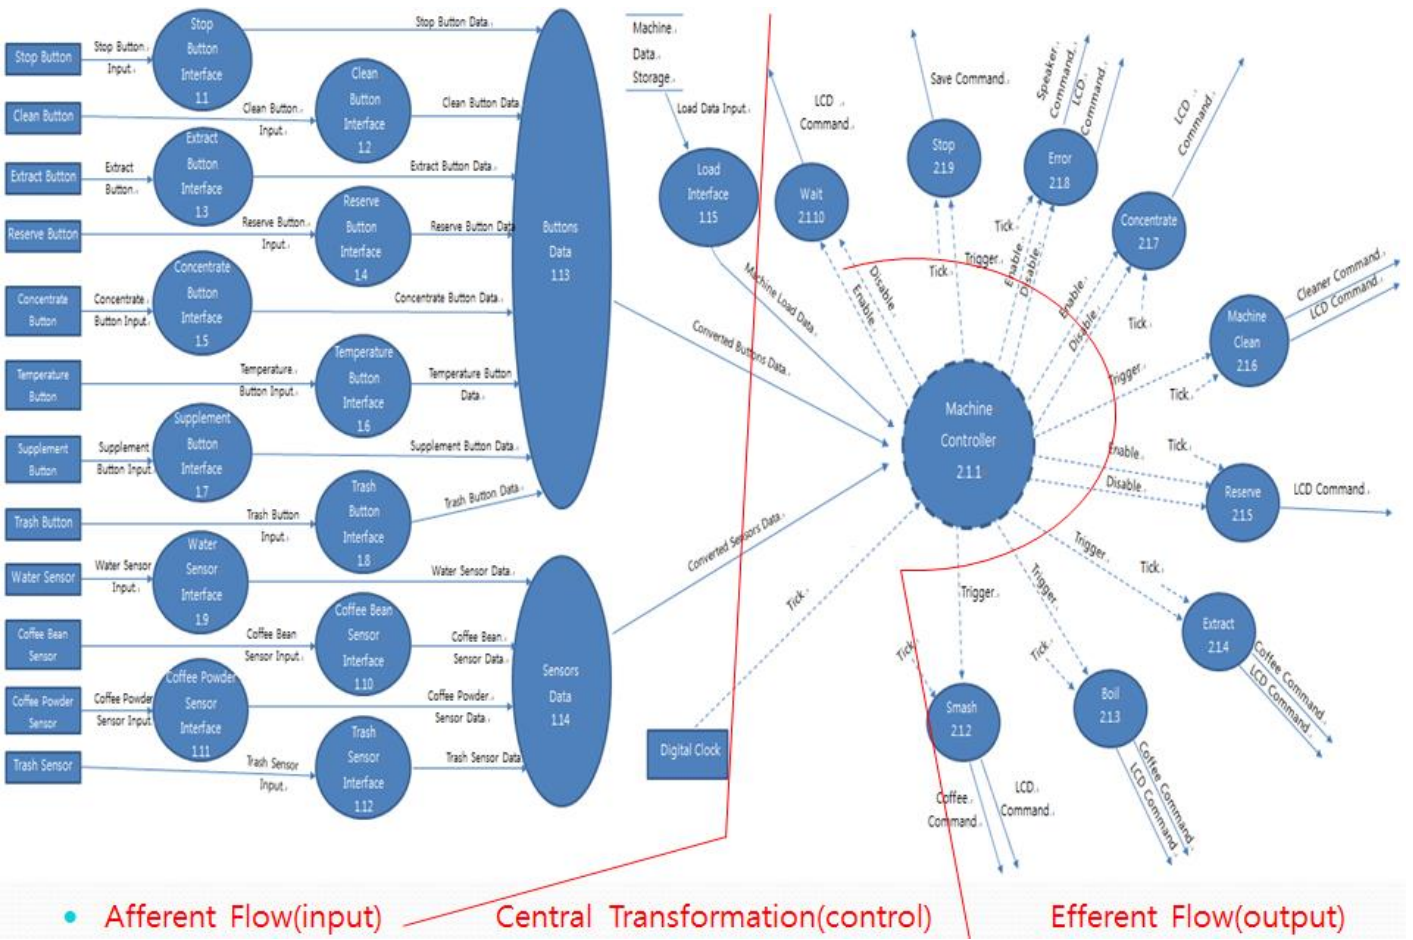 Stop Button
Clean Button
Extract Button
Reserve Button
Concentrate
Button
Temperature
Button
Supplement
Button
Trash Button
Water Sensor
Coffee Bean
Sensor
Coffee Powder
Sensor
Trash Sensor
Stop Button
Input
Clean Button
Input
Extract
Button
Reserve Button
Input
Concentrate
Button Input
Temperature
Button Input
Supplement
Button Input
Trash Button
Input
Water Sensor
Input
Coffee Bean
Sensor Input
Coffee Powder
Sensor Input
Trash Sensor
Input
Stop
Button
Interface
1.1
Clean
Button
Interface
1.2
Extract
Button
Interface
1.3
Reserve
Button
Interface
1.4
Concentrate
Button
Interface
1.5
Temperature
Button
Interface
1.6
Supplement
Button
Interface
1.7
Trash
Button
Interface
1.8
Water
Sensor
Interface
1.9
Coffee Bean
Sensor
Interface
1.10
Coffee Powder
Sensor
Interface
1.11
Trash
Sensor
Interface
1.12
Stop Button Data
Clean Button Data
Extract Button Data
Reserve Button Data
Concentrate Button Data
Temperature Button
Data
Supplement Button Data
Trash Button Data
Water Sensor Data
Coffee Bean
Sensor Data
Coffee Powder
Sensor Data
Trash Sensor Data
Buttons
Data
1.13
Sensors
Data
1.14
Machine
Data
Storage
Load Data Input
Load
Interface
1.15
Machine Load Data
Converted Buttons Data
Converted Sensors Data
Tick
Digital Clock
Machine
Controller
2.1.1
LCD
Command
Wait
2.1.10
Disable
Enable
Save Command
Stop
2.1.9
Tick
Trigger
Speaker
Command
LCD
Command
Error
2.1.8
Tick
Enable
Disable
LCD
Command
Concentrate
2.1.7
Enable
Disable
Tick
Cleaner Command
LCD Command
Machine
Clean
2.1.6
Trigger
Tick
Tick
Enable
Disable
Reserve
2.1.5
LCD Command
Trigger
Tick
Extract
2.1.4
Coffee Command
LCD Command
Trigger
Tick
Boil
2.1.3
Coffee Command
LCD Command
Trigger
Tick
Smash
2.1.2
Coffee
Command
LCD
Command
Afferent Flow(input)
Central Transformation(control)
Efferent Flow(output)